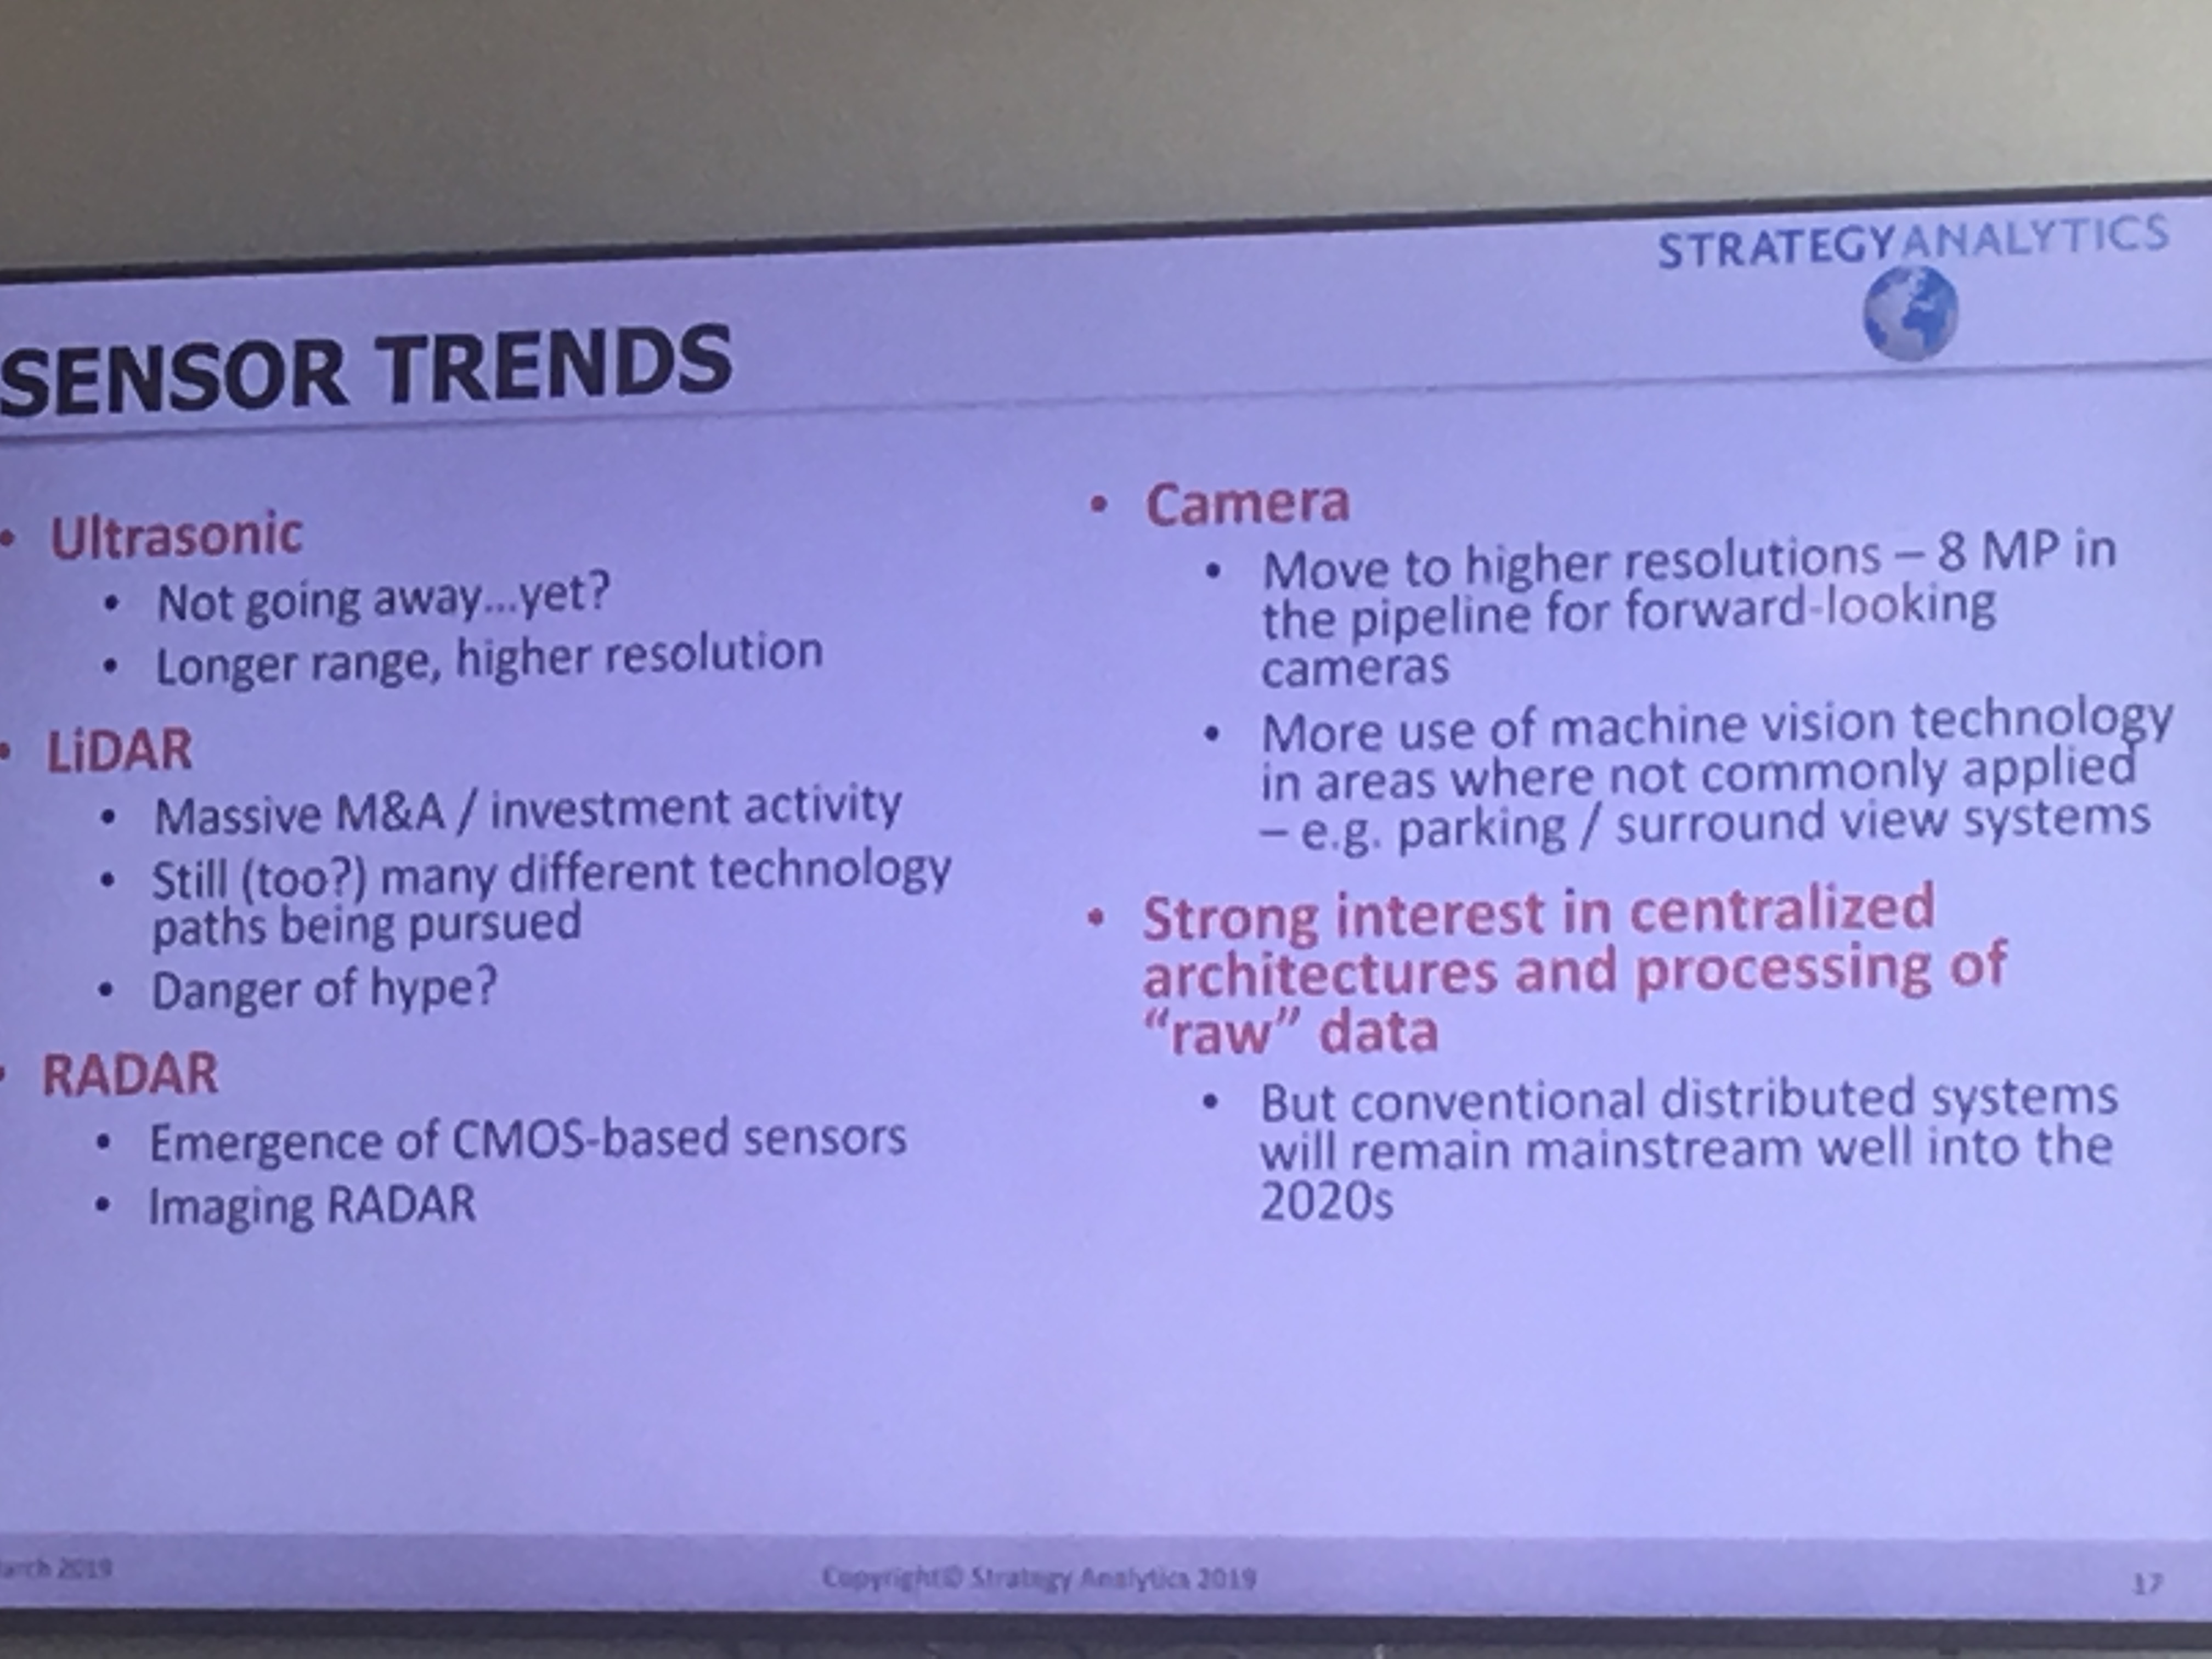 STRATEGYANALYTICS
SENSOR TRENDS
• Ultrasonic
• Not going away...yet?
• Longer range, higher resolution
• LiDAR
• Massive M&A / investment activity
• Still (too?) many different technology
paths being pursued
• Danger of hype?
• RADAR
• Emergence of CMOS-based sensors
• Imaging RADAR
• Camera
• Move to higher resolutions – 8 MP in
the pipeline for forward-looking
cameras
• More use of machine vision technology
in areas where not commonly applied
– e.g. parking / surround view systems
• Strong interest in centralized
architectures and processing of
“raw” data
• But conventional distributed systems
will remain mainstream well into the
2020s
arch 2019
Copyright© Strategy Analytics 2019
17